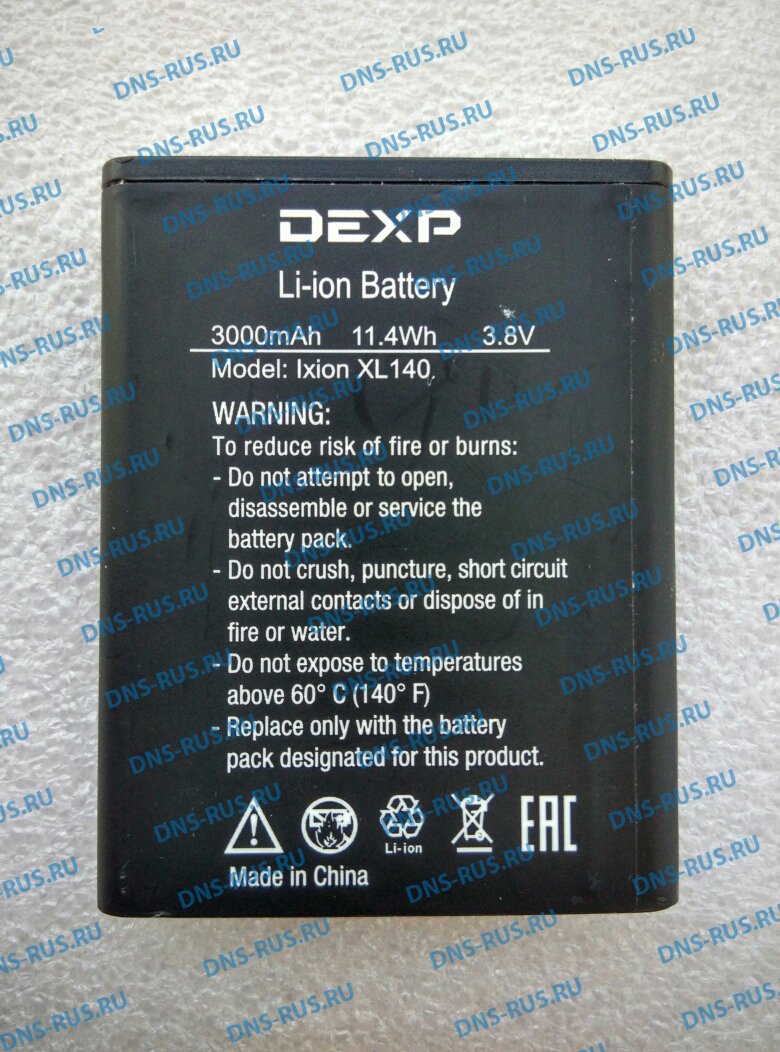 DEXP
Li-ion Battery
3000mAh 11.4Wh 3.8V
Model: Ixion XL140
WARNING:
To reduce risk of fire or burns:
- Do not attempt to open,
disassemble or service the
battery pack.
- Do not crush, puncture, short circuit
external contacts or dispose of in
fire or water.
- Do not expose to temperatures
above 60° C (140° F)
- Replace only with the battery
pack designated for this product.
Li-ion
EAC
Made in China
DNS-RUS.RU